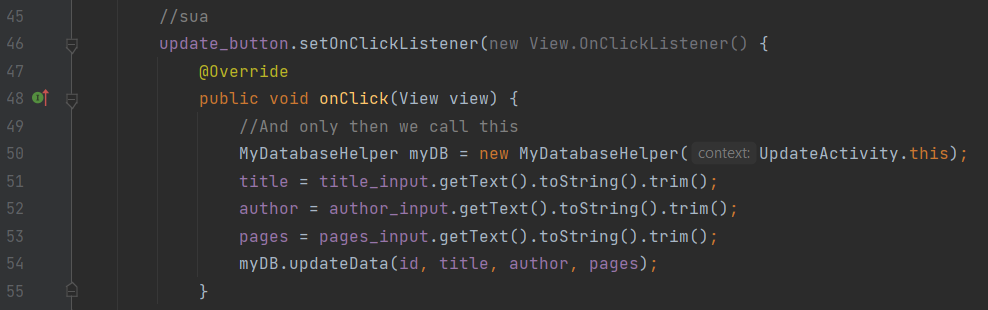 45 //sua
46 update_button.setOnClickListener(new View.OnClickListener() {
47 @Override
48 public void onClick(View view) {
49 //And only then we call this
50 MyDatabaseHelper myDB = new MyDatabaseHelper( context: UpdateActivity.this);
51 title = title_input.getText().toString().trim();
52 author = author_input.getText().toString().trim();
53 pages = pages_input.getText().toString().trim();
54 myDB.updateData(id, title, author, pages);
55 }